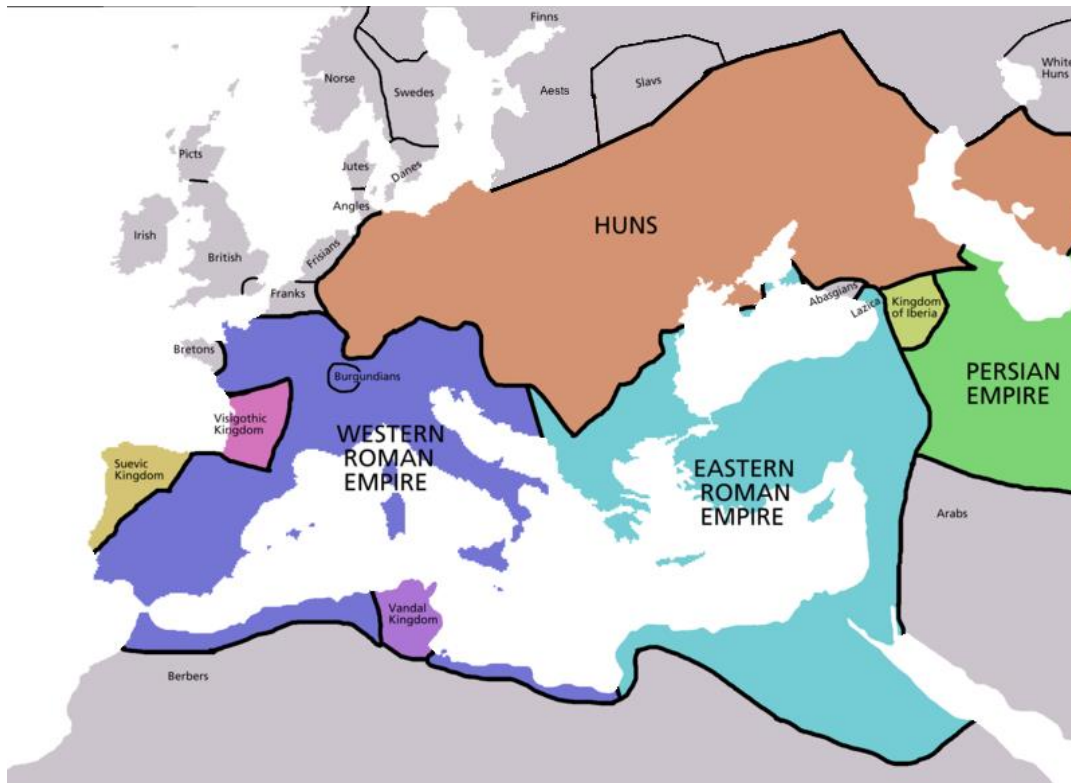 Finns
White
Huns
Norse
Slavs
Swedes
Aests
Picts
Jutes
Danes
Angles
Irish
HUNS
British
Frisians
Franks
Abasgians
Lazica
Kingdom
of Iberia
Bretons
Burgundians
PERSIAN
EMPIRE
Visigothic
Kingdom
WESTERN
ROMAN
EMPIRE
Suevic
Kingdom
EASTERN
ROMAN
EMPIRE
Arabs
Vandal
Kingdom
Berbers